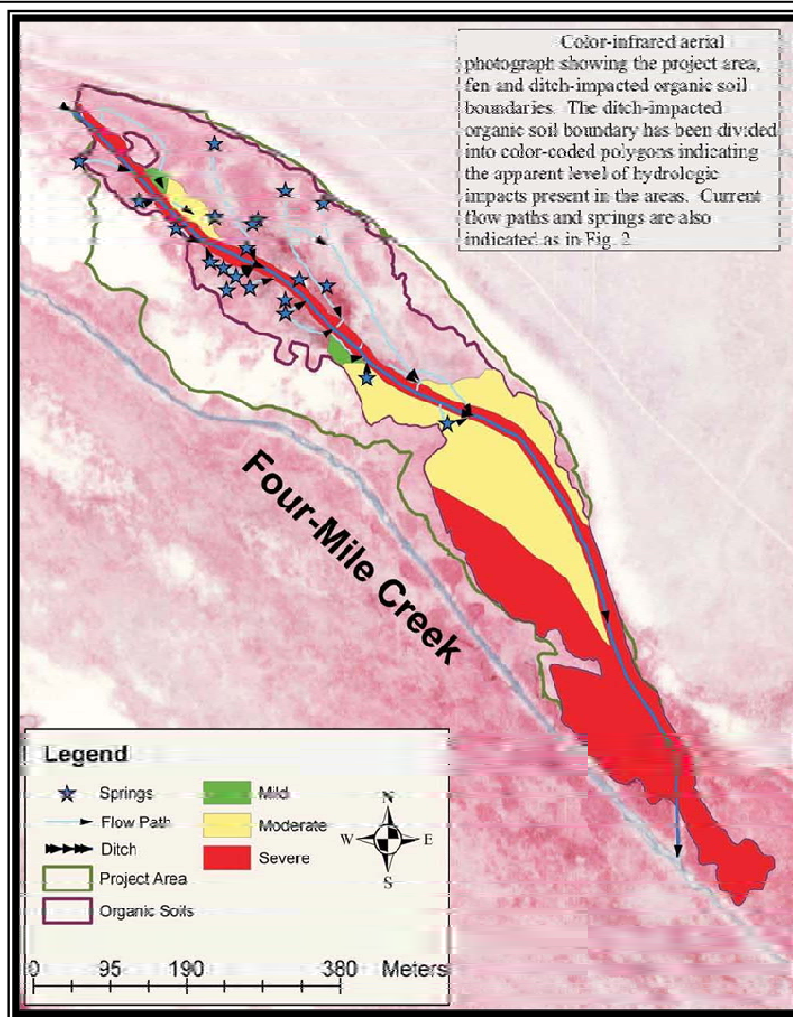 Color-infrared aerial
photograph showing the project area,
fen and ditch-impacted organic soil
boundaries. The ditch-impacted
organic soil boundary has been divided
into color-coded polygons indicating
the apparent level of hydrologic
impacts present in the areas. Current
flow paths and springs are also
indicated as in Fig. 2
Four-Mile Creek
Legend
Springs
Flow Path
Ditch
Project Area
Organic Soils
Mild
Moderate
Severe
N
W E
S
0 95 190 380 Meters